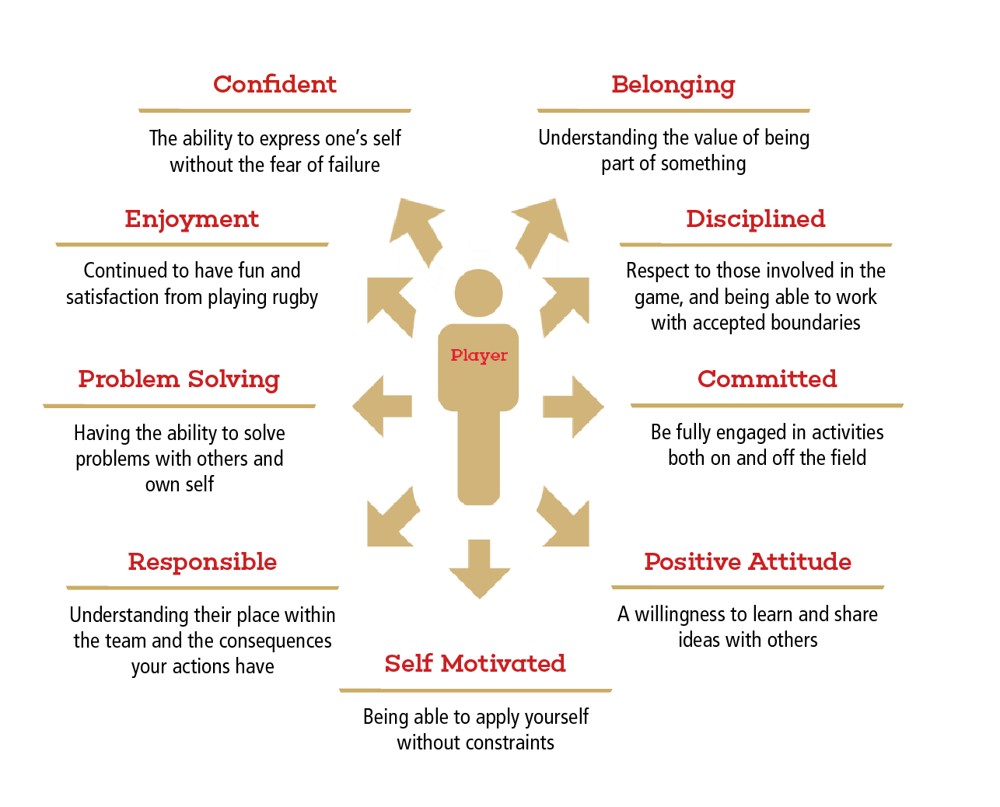 Confident
The ability to express one's self
without the fear of failure
Belonging
Understanding the value of being
part of something
Enjoyment
Continued to have fun and
satisfaction from playing rugby
Disciplined
Respect to those involved in the
game, and being able to work
with accepted boundaries
Player
Problem Solving
Having the ability to solve
problems with others and
own self
Committed
Be fully engaged in activities
both on and off the field
Responsible
Understanding their place within
the team and the consequences
your actions have
Positive Attitude
A willingness to learn and share
ideas with others
Self Motivated
Being able to apply yourself
without constraints